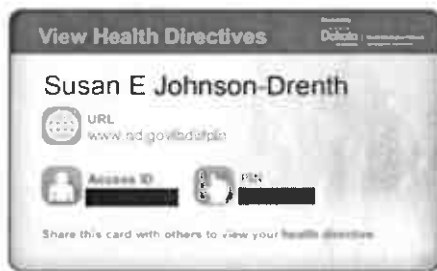 View Health Directives
Dakota
Susan E Johnson-Drenth
URL
Access ID
PIN
Share this card with others to view your health directive.